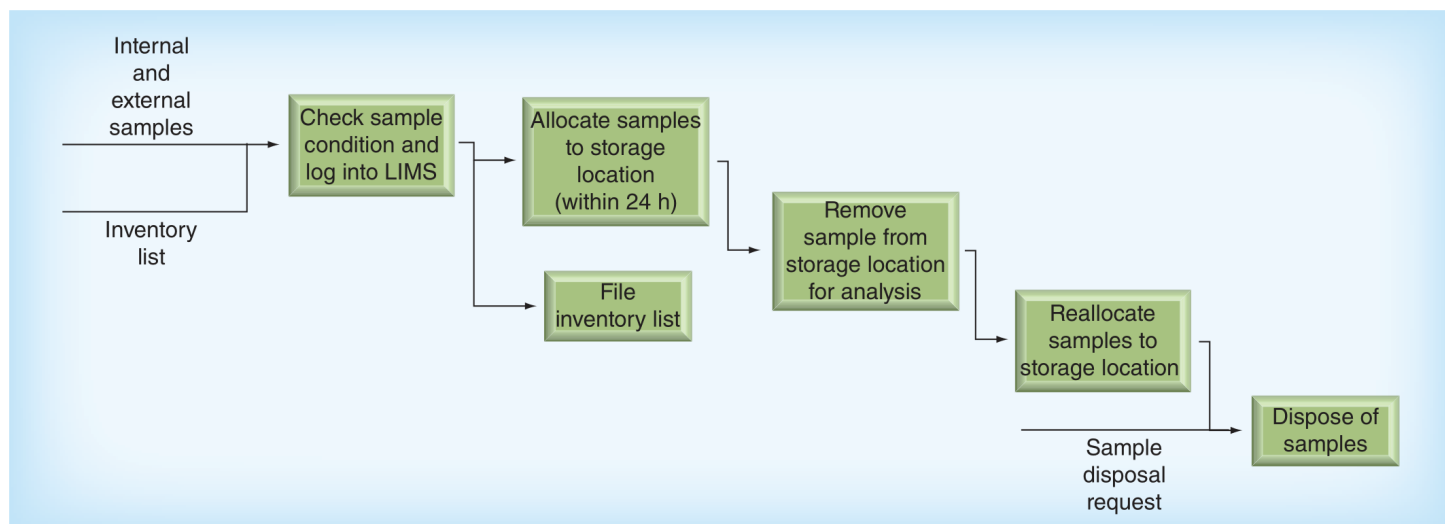 Internal
and
external
samples
Inventory
list
Check sample
condition and
log into LIMS
Allocate samples
to storage
location
(within 24 h)
File
inventory list
Remove
sample from
storage location
for analysis
Reallocate
samples to
storage location
Sample
disposal
request
Dispose of
samples